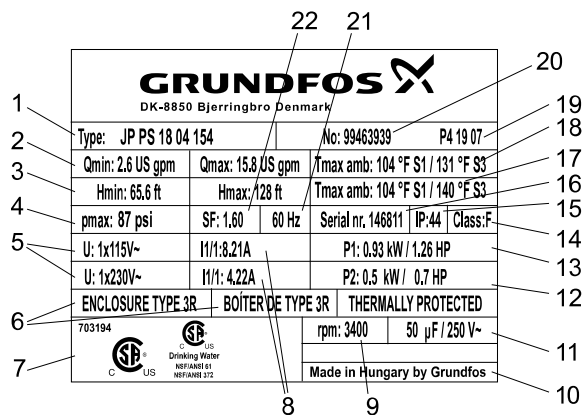 22 21
GRUNDFOS
20
DK-8850 Bjerringbro Denmark
1 Type: JP PS 18 04 154 No: 99463939 P4 19 07 19
2 Qmin: 2.6 US gpm Qmax: 15.8 US gpm Tmax amb: 104 °F S1 / 131 °F S3 18
3 Hmin: 65.6 ft Hmax: 128 ft Tmax amb: 104 °F S1 / 140 °F S3 17
16
4 pmax: 87 psi SF: 1.60 60 Hz Serial nr, 146811 IP:44 Class:F 15
14
5 U: 1x115V~ I1/1:8.21A P1: 0.93 kW / 1.26 HP 13
U: 1x230V~ I1/1: 4.22A P2: 0.5 kW / 0.7 HP 12
6 ENCLOSURE TYPE 3R BOÍTER DE TYPE 3R THERMALLY PROTECTED
703194 rpm: 3400 50 µF / 250 V~ 11
7 CSA ® C US
CSA ® C US
Drinking Water
NSF/ANSI 61
NSF/ANSI 372
Made in Hungary by Grundfos 10
8 9